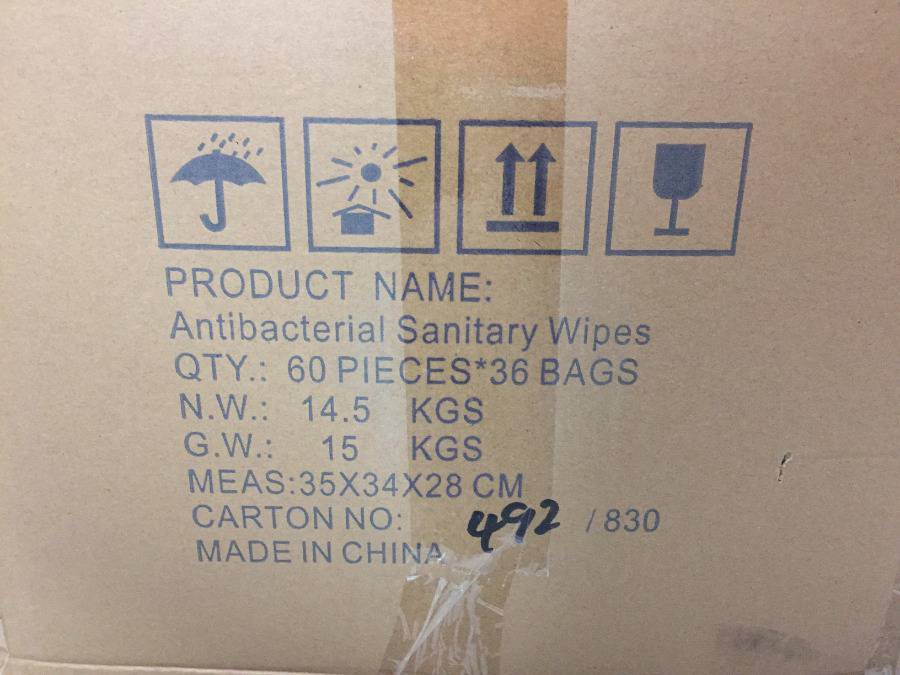 PRODUCT NAME:
Antibacterial Sanitary Wipes
QTY.: 60 PIECES*36 BAGS
N.W.: 14.5 KGS
G.W.: 15 KGS
MEAS:35X34X28 CM
CARTON NO: 492 /830
MADE IN CHINA